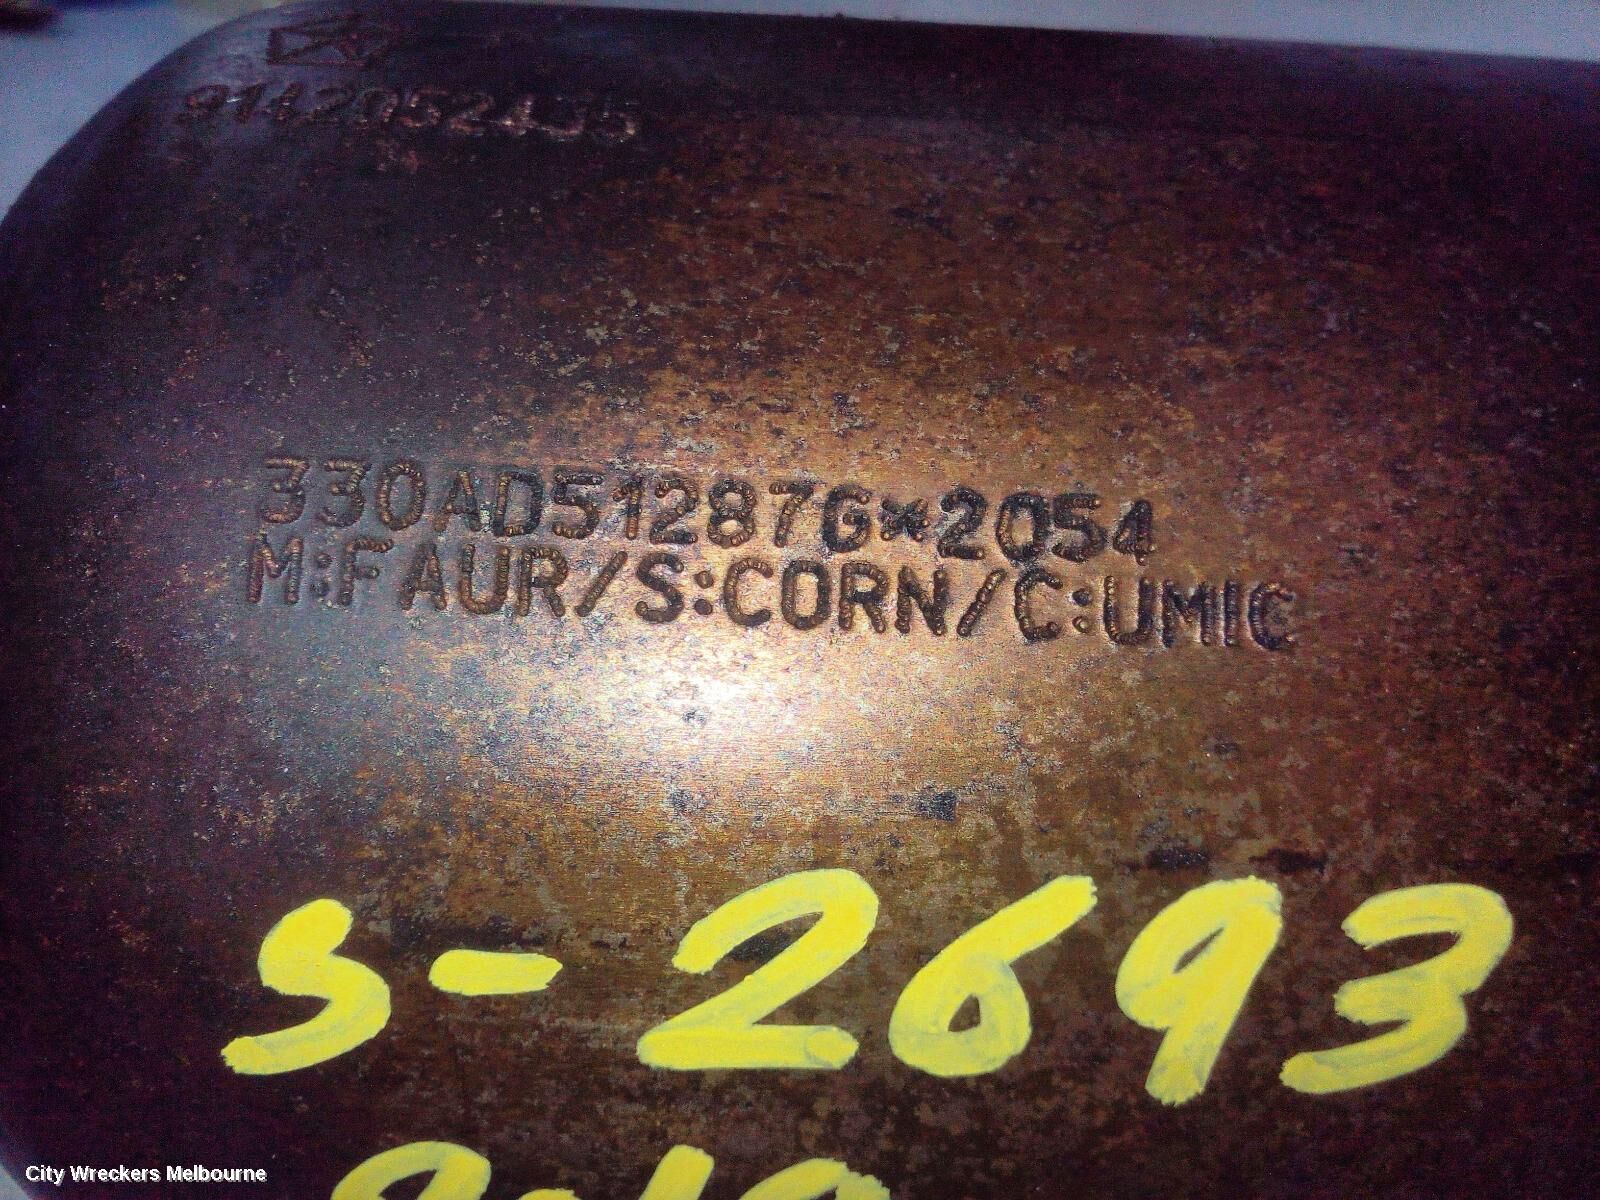 330AD51287G*2054
M:FAUR/S:CORN/C:UMIC
S-2693
City Wreckers Melbourne